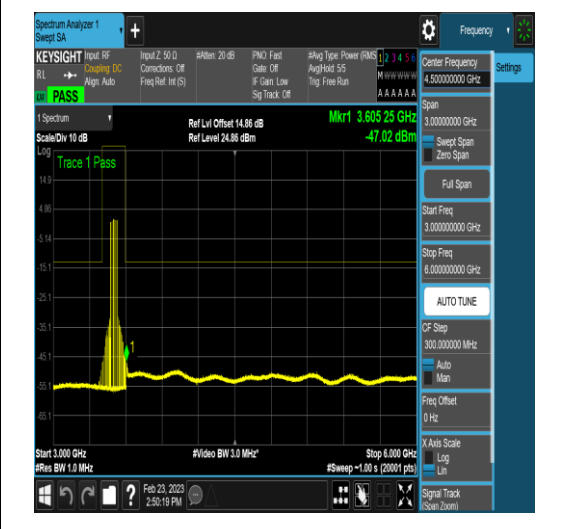 Spectrum Analyzer 1
Swept SA
+
Frequency
KEYSIGHT
RL
PASS
Input: RF
Coupling: DC
Align: Auto
Input Z: 50 Ω
Corrections: Off
Freq Ref: Int (S)
#Atten: 20 dB
PNO: Fast
Gate: Off
IF Gain: Low
Sig Track: Off
#Avg Type: Power (RMS
Avg|Hold: 5/5
Trig: Free Run
1 2 3 4 5 6
M W W W W W
A A A A A A
Center Frequency
4.500000000 GHz
Settings
Span
3.00000000 GHz
Swept Span
Zero Span
Full Span
Start Freq
3.000000000 GHz
Stop Freq
6.000000000 GHz
AUTO TUNE
CF Step
300.000000 MHz
Auto
Man
Freq Offset
0 Hz
X Axis Scale
Log
Lin
Signal Track
(Span Zoom)
1 Spectrum
Scale/Div 10 dB
Log
Ref Lvl Offset 14.86 dB
Ref Level 24.86 dBm
Mkr1 3.605 25 GHz
-47.02 dBm
Trace 1 Pass
14.9
4.86
-5.14
-15.1
-25.1
-35.1
-45.1
-55.1
-65.1
1
Start 3.000 GHz
#Res BW 1.0 MHz
#Video BW 3.0 MHz*
Stop 6.000 GHz
#Sweep ~1.00 s (20001 pts)
?
Feb 23, 2023
2:50:19 PM